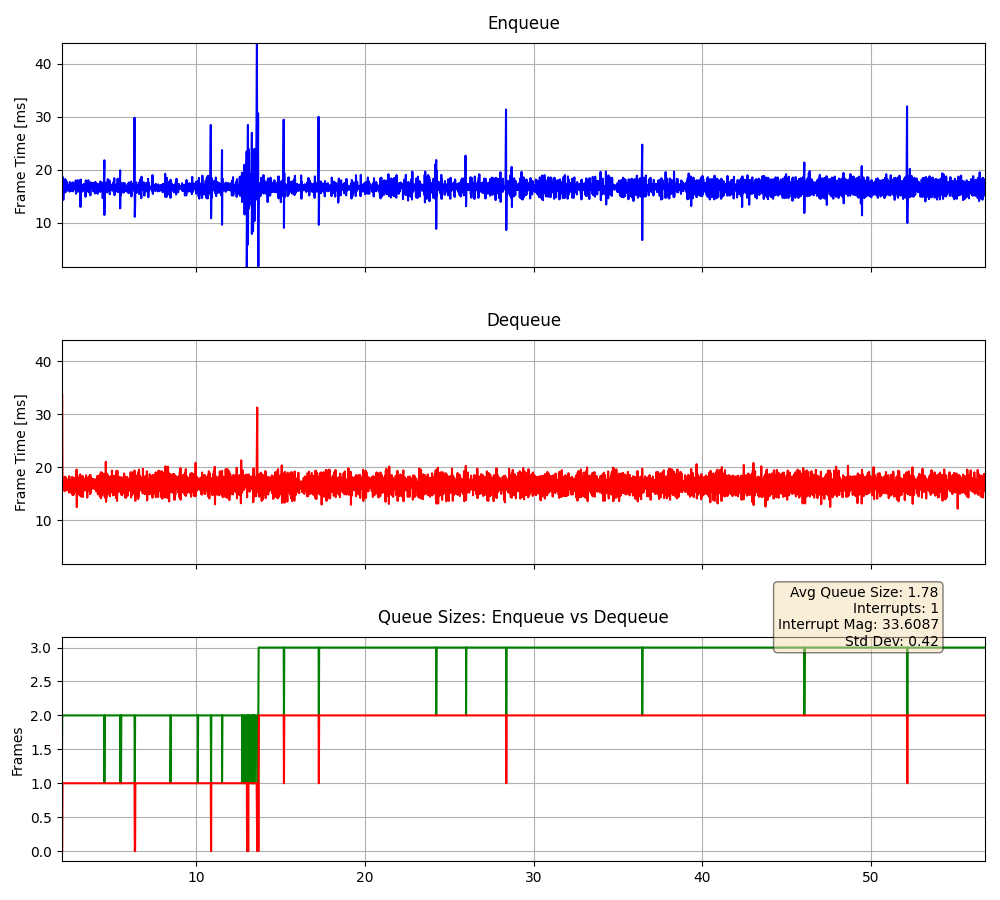 Enqueue
Frame Time [ms]
40
30
20
10
Dequeue
Frame Time [ms]
40
30
20
10
Avg Queue Size: 1.78
Interrupts: 1
Interrupt Mag: 33.6087
Std Dev: 0.42
Queue Sizes: Enqueue vs Dequeue
Frames
3.0
2.5
2.0
1.5
1.0
0.5
0.0
10 20 30 40 50